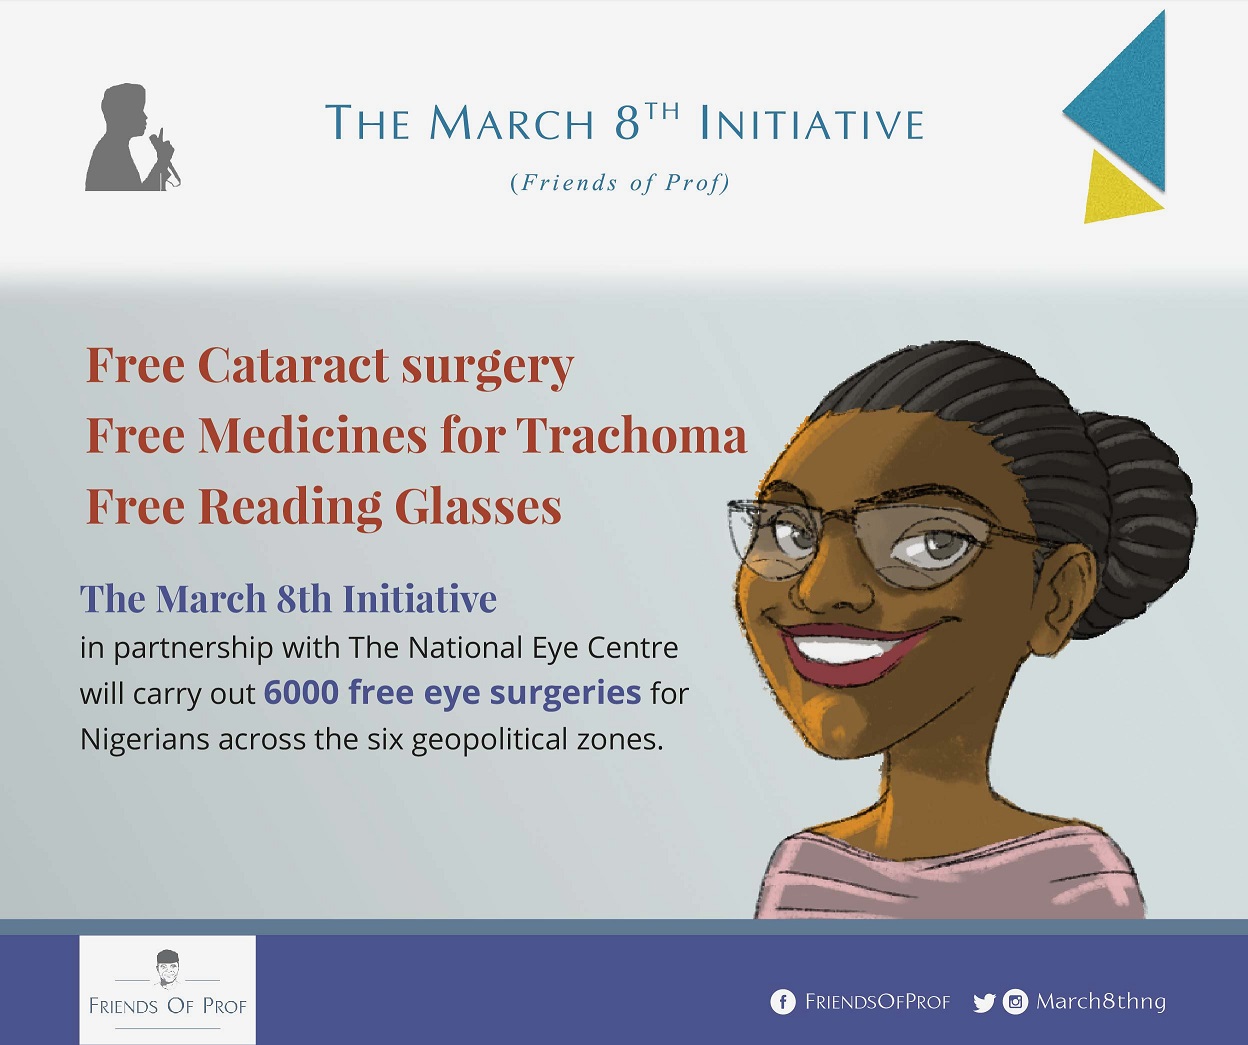 The March 8TH Initiative
(Friends of Prof)
Free Cataract surgery
Free Medicines for Trachoma
Free Reading Glasses
The March 8th Initiative
in partnership with The National Eye Centre
will carry out 6000 free eye surgeries for
Nigerians across the six geopolitical zones.
Friends Of Prof
FriendsOfProf
March8thng